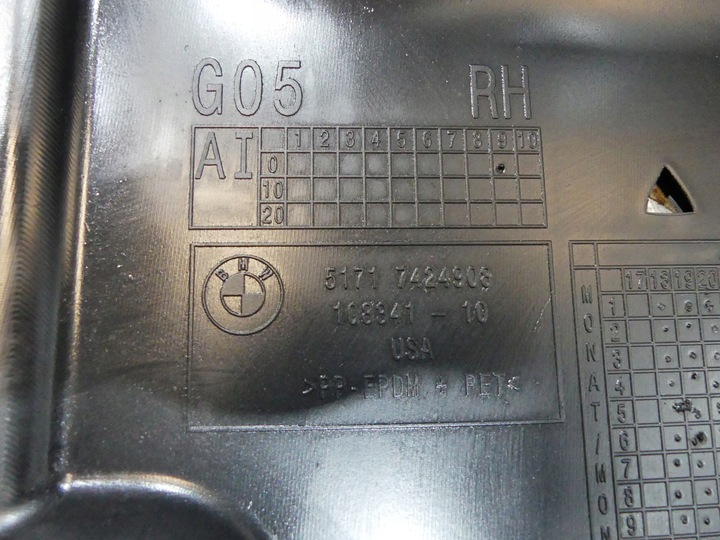 G05 RH
AI 1 2 3 4 5 6 7 8 9 10
0
10
20
BMW
5171 7424906
108341 - 10
USA
>PP-EPDM + PET<
17 18 19 20
MONAT/MON
1
2
3
4
5
6
7
8
9